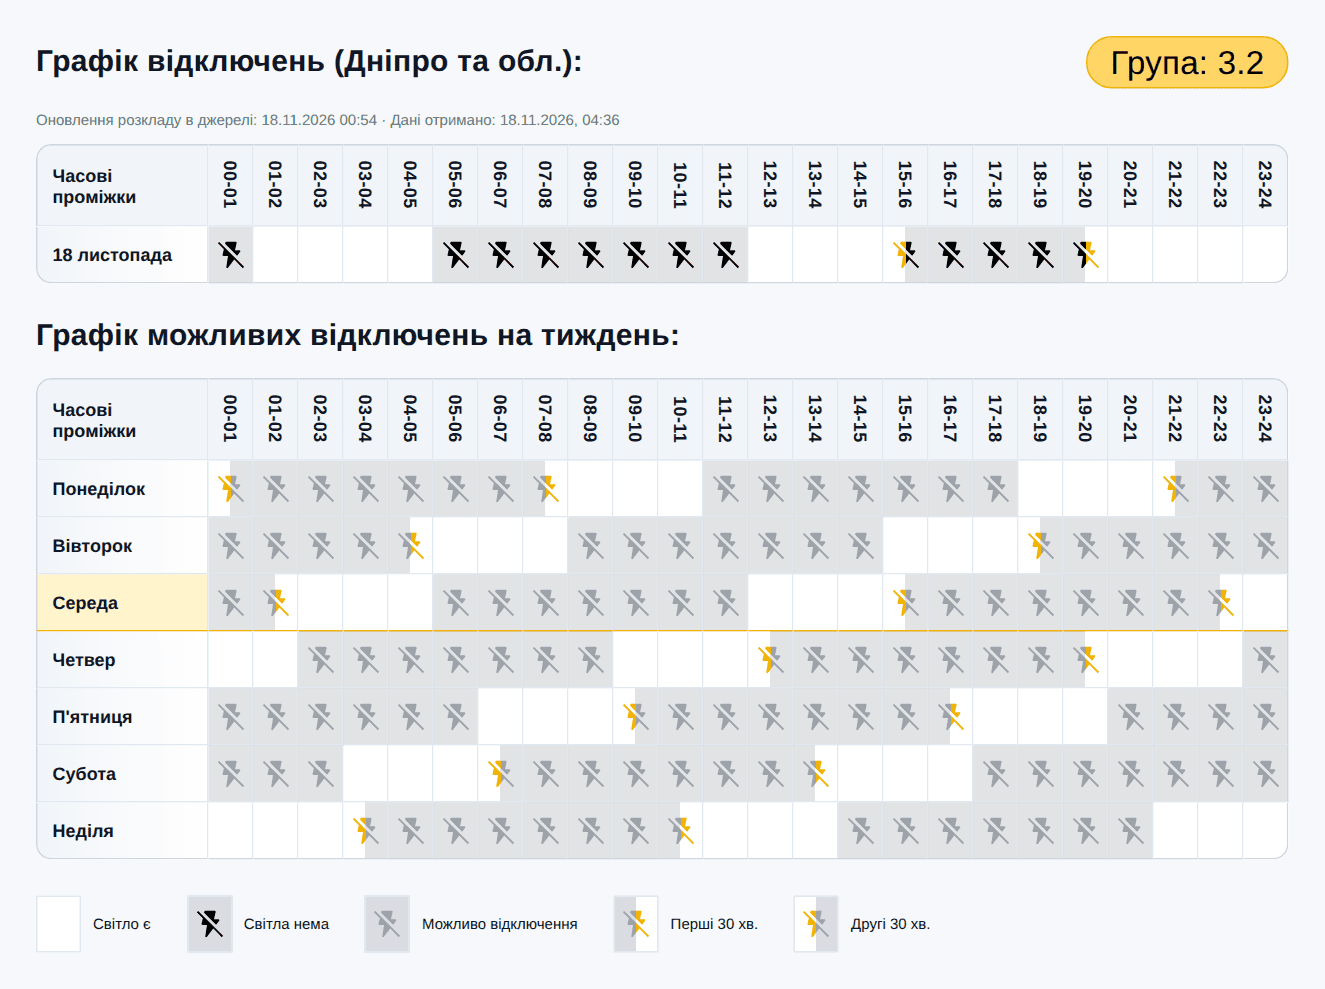 Графік відключень (Дніпро та обл.):
Група: 3.2
Оновлення розкладу в джерелі: 18.11.2026 00:54 · Дані отримано: 18.11.2026, 04:36
Часові
проміжки
00-01 01-02 02-03 03-04 04-05 05-06 06-07 07-08 08-09 09-10 10-11 11-12 12-13 13-14 14-15 15-16 16-17 17-18 18-19 19-20 20-21 21-22 22-23 23-24
18 листопада
Графік можливих відключень на тиждень:
Часові
проміжки
00-01 01-02 02-03 03-04 04-05 05-06 06-07 07-08 08-09 09-10 10-11 11-12 12-13 13-14 14-15 15-16 16-17 17-18 18-19 19-20 20-21 21-22 22-23 23-24
Понеділок
Вівторок
Середа
Четвер
П'ятниця
Субота
Неділя
Світло є
Світла нема
Можливо відключення
Перші 30 хв.
Другі 30 хв.